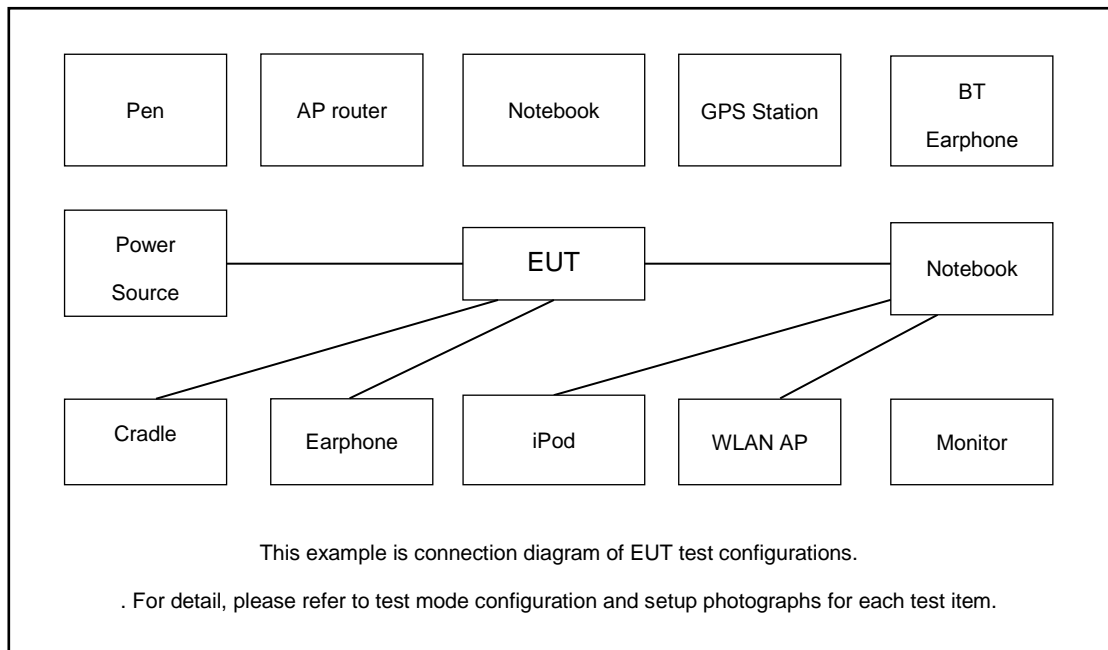 Pen
AP router
Notebook
GPS Station
BT
Earphone
Power
Source
EUT
Notebook
Cradle
Earphone
iPod
WLAN AP
Monitor
This example is connection diagram of EUT test configurations.
. For detail, please refer to test mode configuration and setup photographs for each test item.